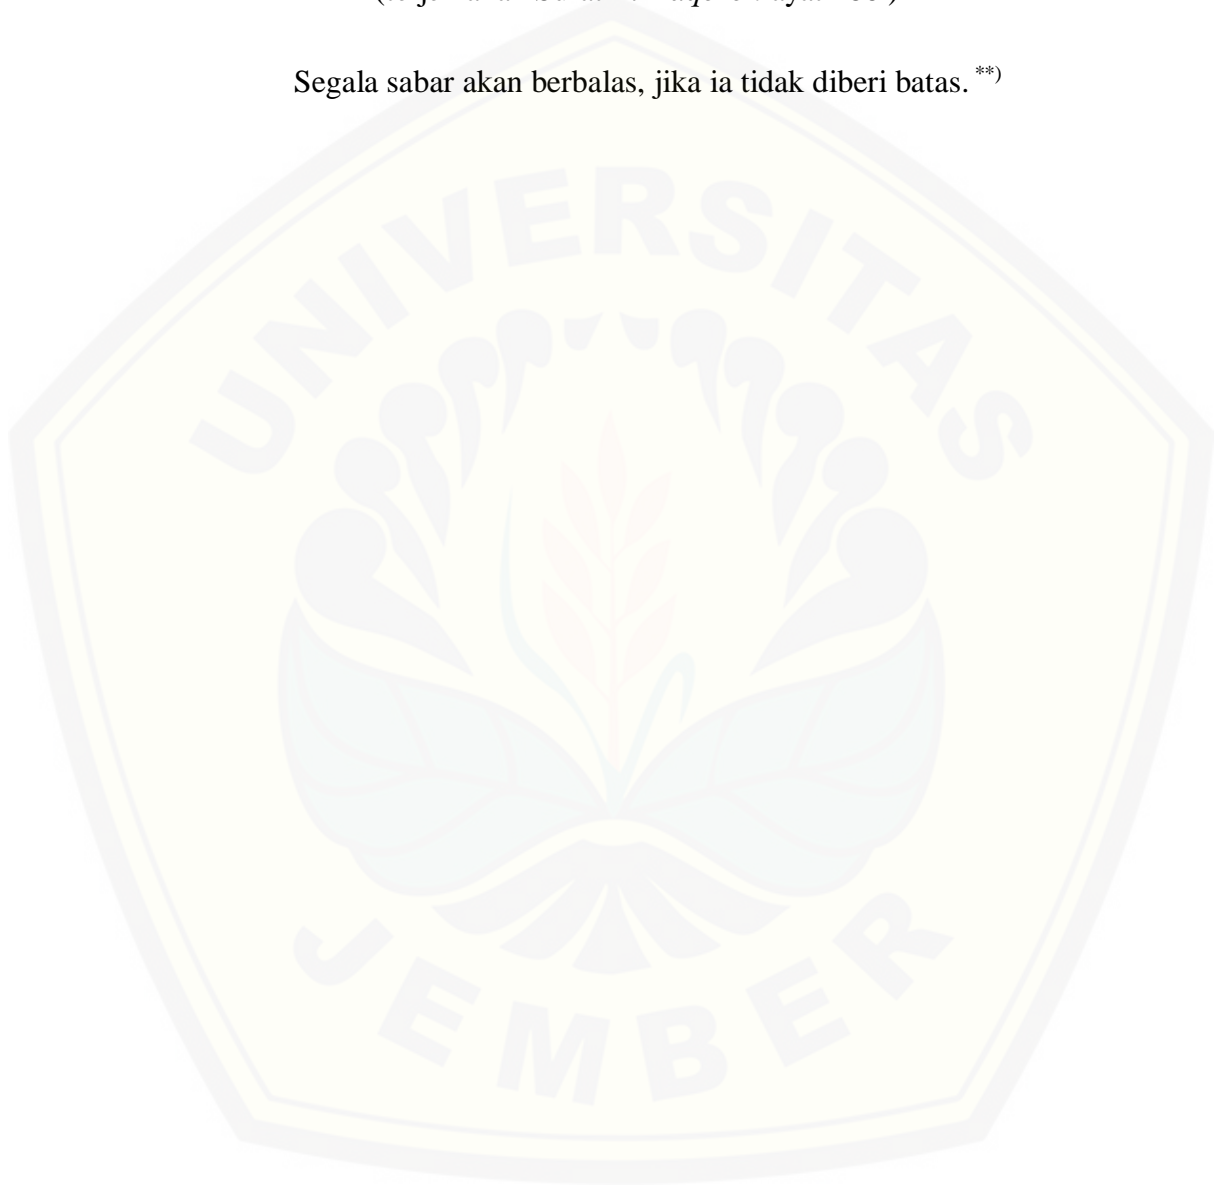 Segala sabar akan berbalas, jika ia tidak diberi batas. **)
UNIVERSITAS
JEMBER